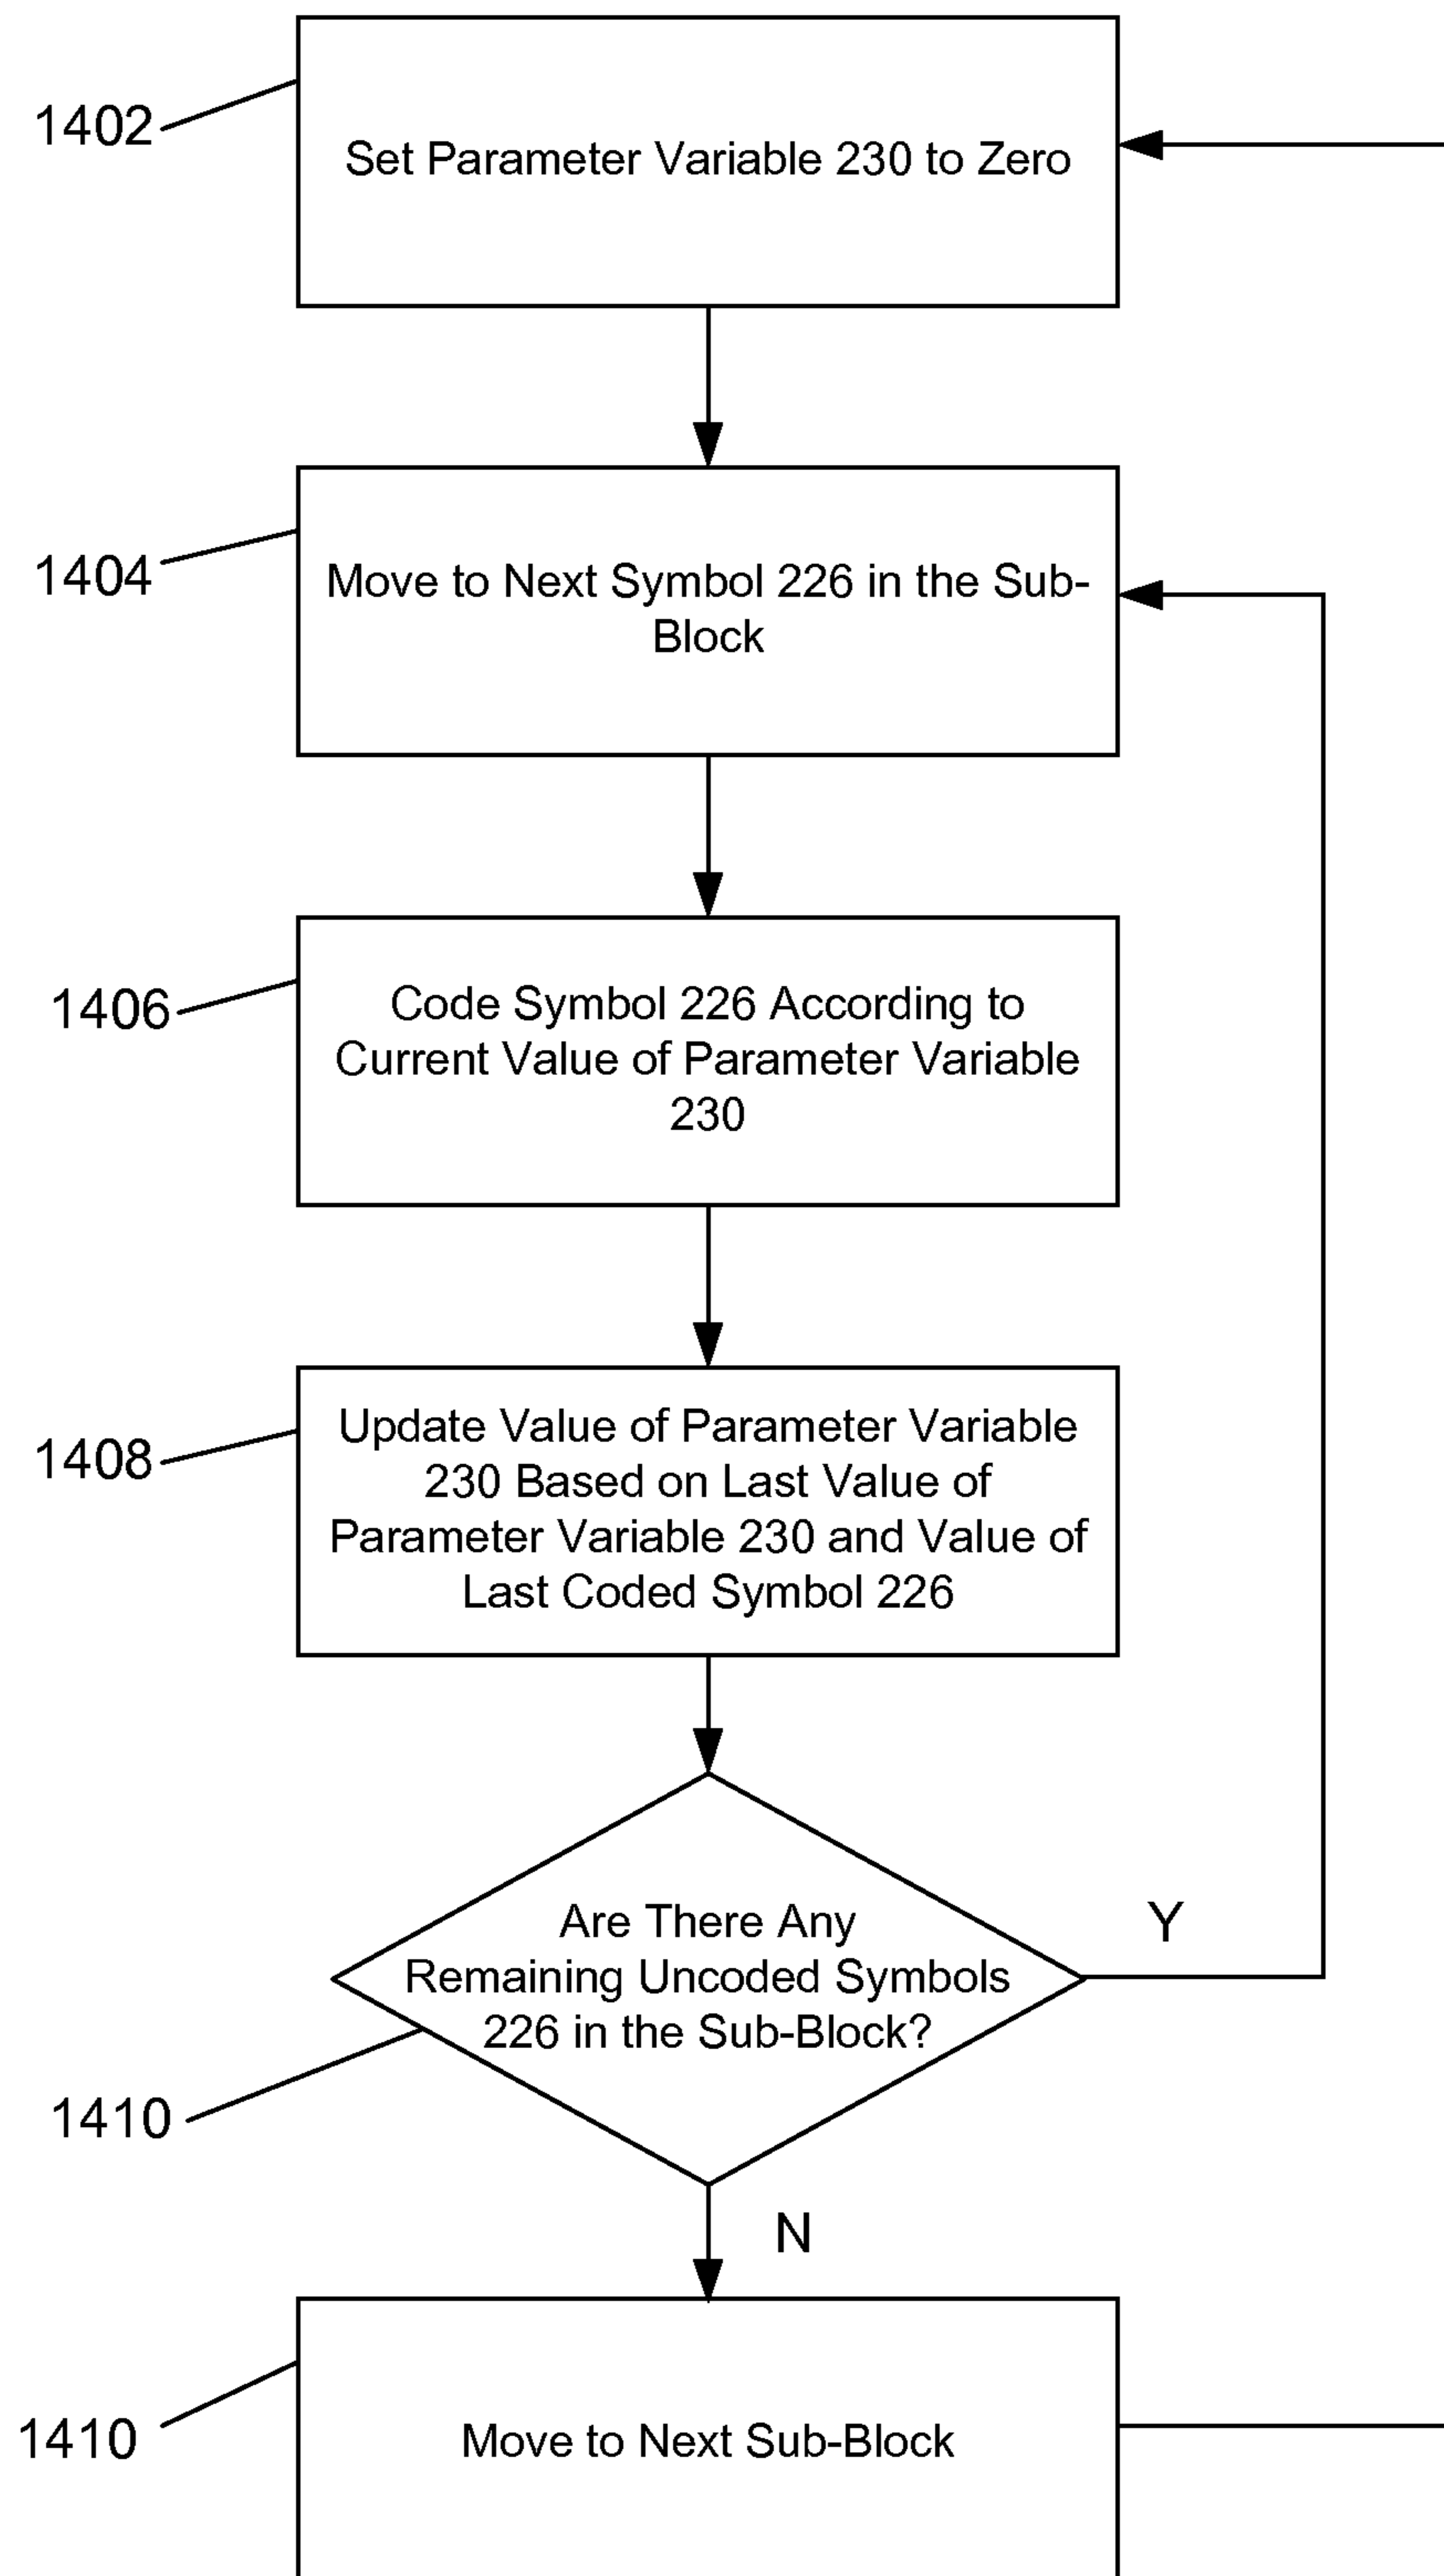 1402
Set Parameter Variable 230 to Zero
1404
Move to Next Symbol 226 in the Sub-
Block
1406
Code Symbol 226 According to
Current Value of Parameter Variable
230
1408
Update Value of Parameter Variable
230 Based on Last Value of
Parameter Variable 230 and Value of
Last Coded Symbol 226
Are There Any
Remaining Uncoded Symbols
226 in the Sub-Block?
Y
1410
N
1410
Move to Next Sub-Block